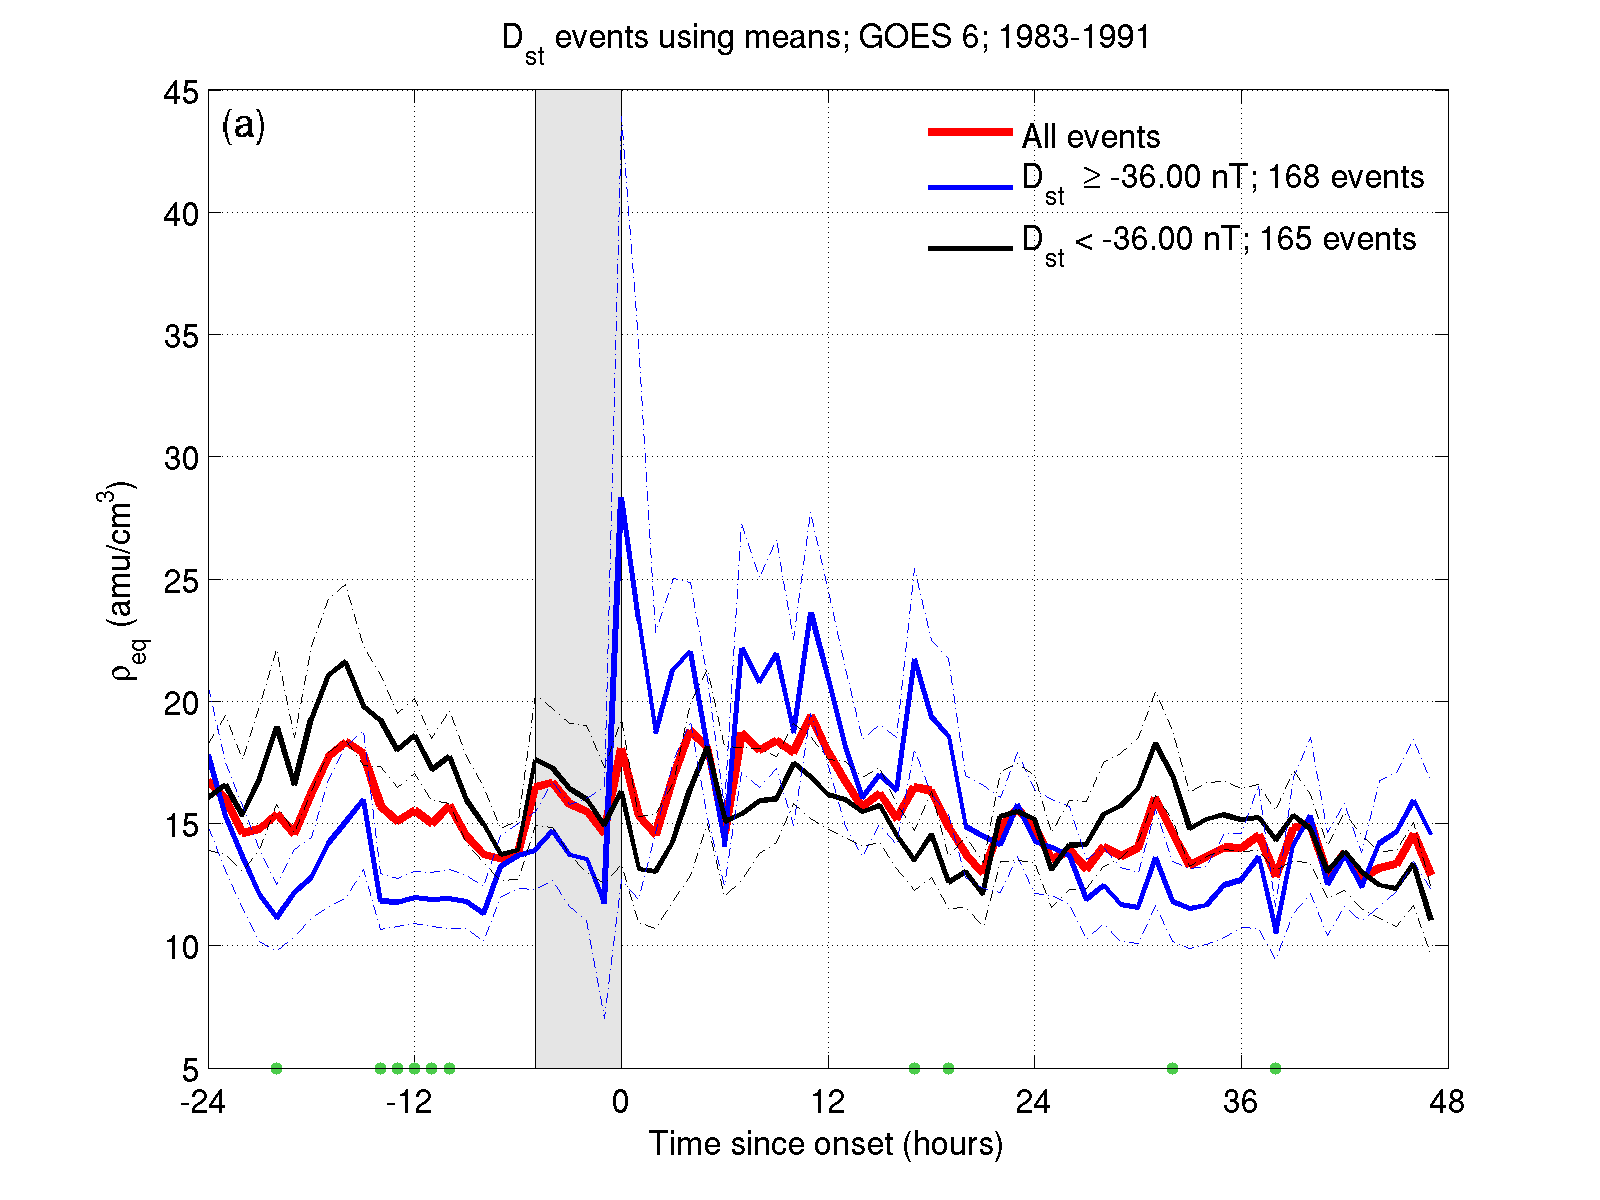 Dst events using means; GOES 6; 1983-1991
(a)
All events
Dst ≥ -36.00 nT; 168 events
Dst < -36.00 nT; 165 events
45
40
35
30
25
20
15
10
5
ρeq (amu/cm3)
-24 -12 0 12 24 36 48
Time since onset (hours)